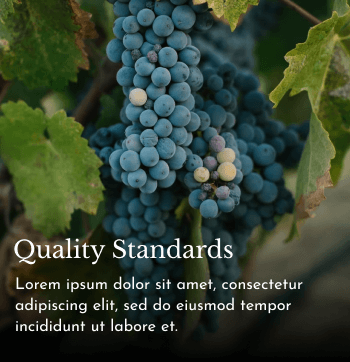 Quality Standards
Lorem ipsum dolor sit amet, consectetur
adipiscing elit, sed do eiusmod tempor
incididunt ut labore et.